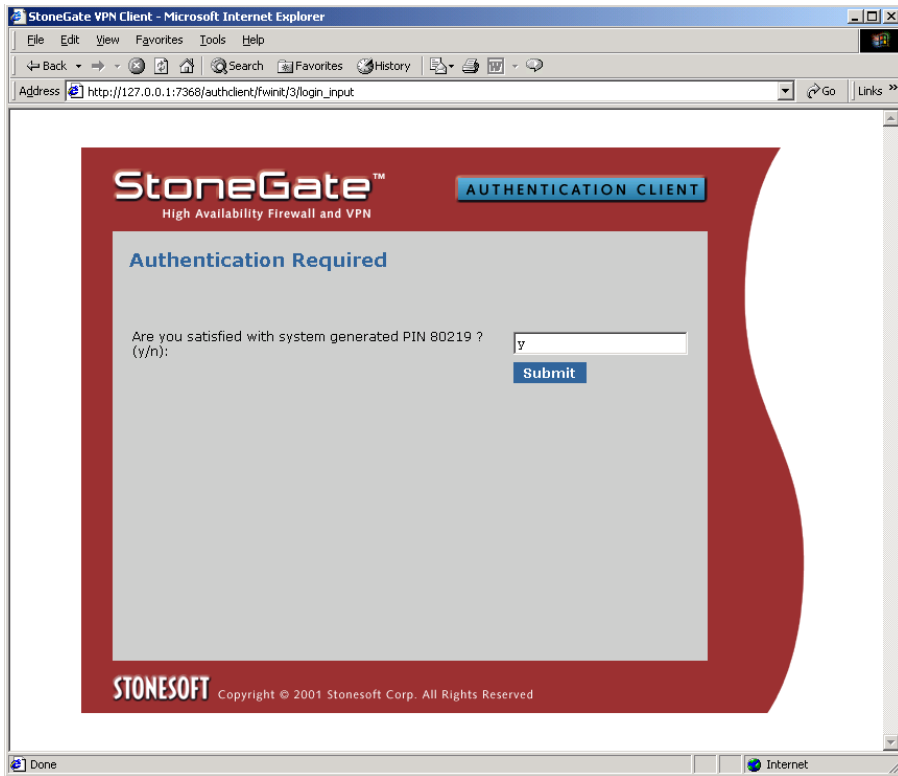 StoneGate VPN Client - Microsoft Internet Explorer
File Edit View Favorites Tools Help
Back Search Favorites History
Address http://127.0.0.1:7368/authclient/fwinit/3/login_input Go Links »
StoneGate™
AUTHENTICATION CLIENT
High Availability Firewall and VPN
Authentication Required
Are you satisfied with system generated PIN 80219 ?
(y/n):
y
Submit
STONESOFT Copyright © 2001 Stonesoft Corp. All Rights Reserved
Done Internet